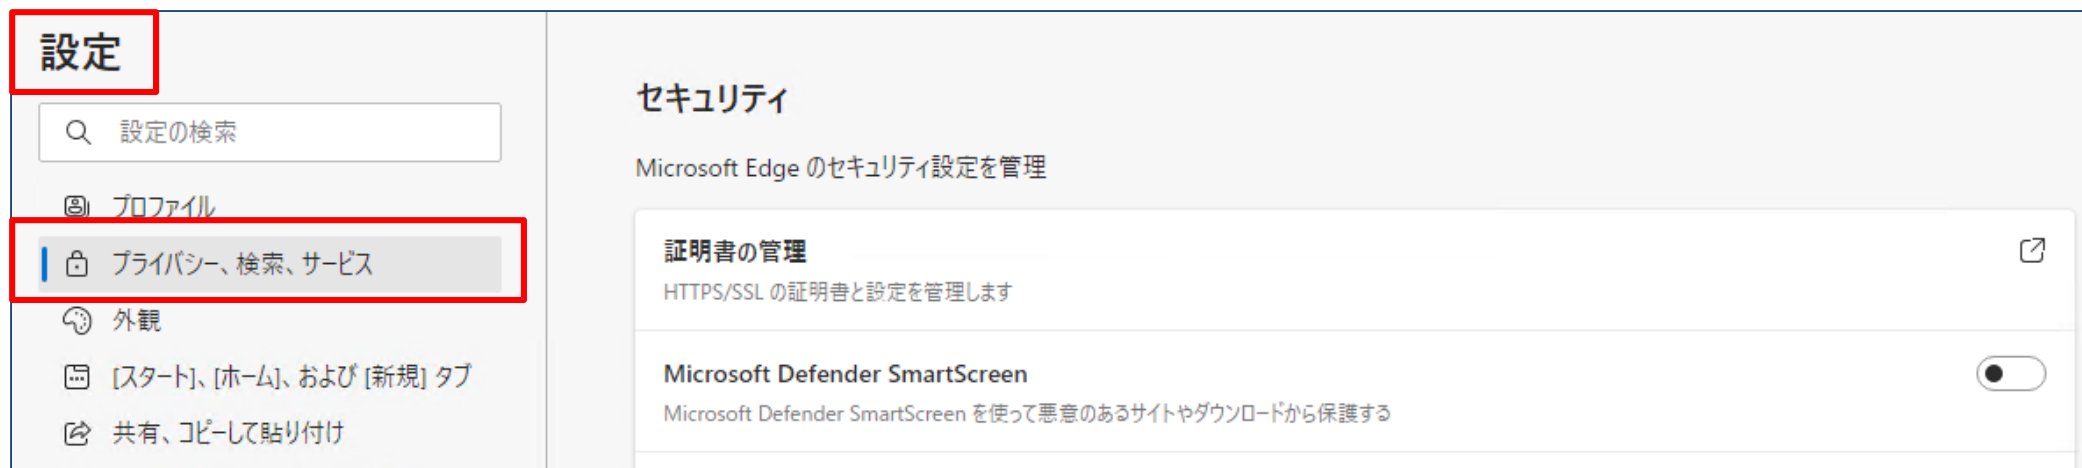 設定
設定の検索
プロファイル
プライバシー、検索、サービス
外観
[スタート]、[ホーム]、および [新規] タブ
共有、コピーして貼り付け
セキュリティ
Microsoft Edge のセキュリティ設定を管理
証明書の管理
HTTPS/SSL の証明書と設定を管理します
Microsoft Defender SmartScreen
Microsoft Defender SmartScreen を使って悪意のあるサイトやダウンロードから保護する